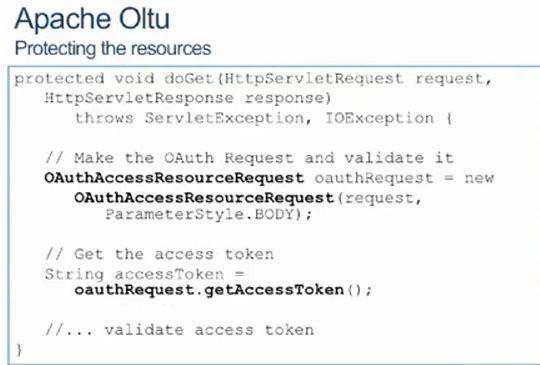 Apache Oltu
Protecting the resources
protected void doGet(HttpServletRequest request,
HttpServletResponse response)
throws ServletException, IOException {
// Make the OAuth Request and validate it
OAuthAccessResourceRequest oauthRequest = new
OAuthAccessResourceRequest(request,
ParameterStyle.BODY);
// Get the access token
String accessToken =
oauthRequest.getAccessToken();
//... validate access token
}